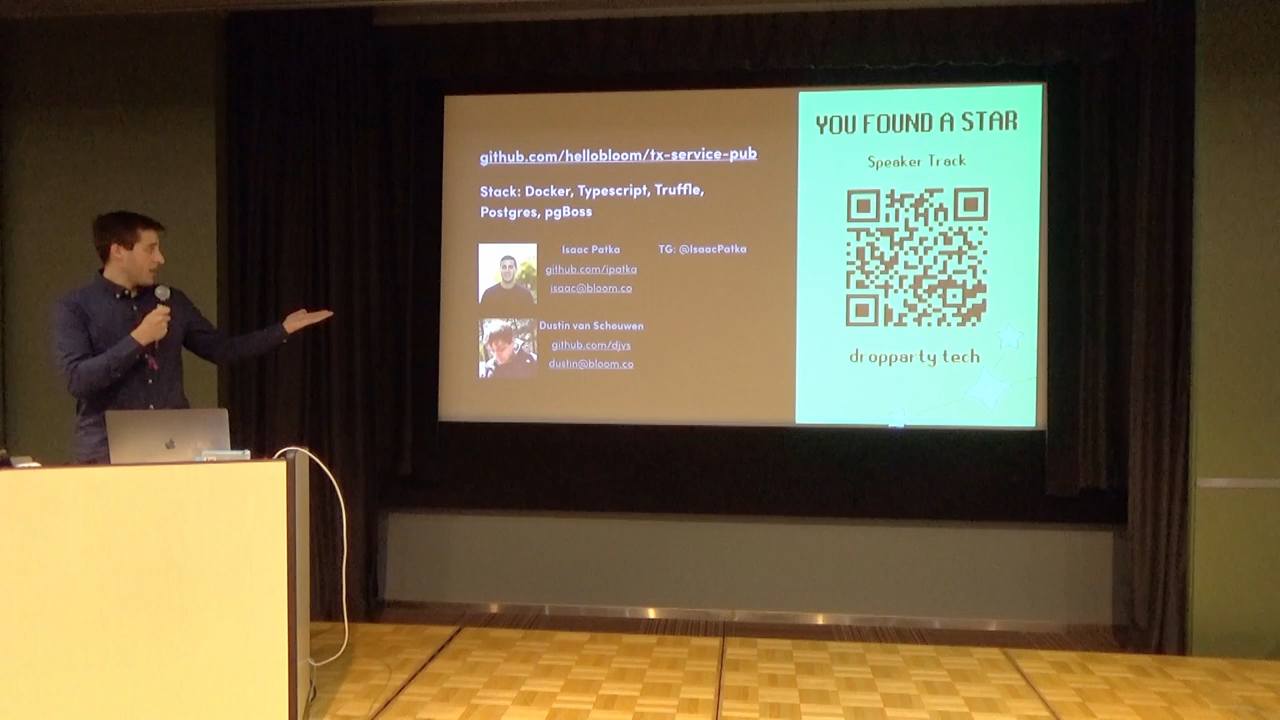 github.com/hellobloom/tx-service-pub
Stack: Docker, Typescript, Truffle,
Postgres, pgBoss
Isaac Patka
TG: @IsaacPatka
github.com/ipatka
isaac@bloom.co
Dustin van Schouwen
github.com/djvs
dustin@bloom.co
YOU FOUND A STAR
Speaker Track
dropparty tech